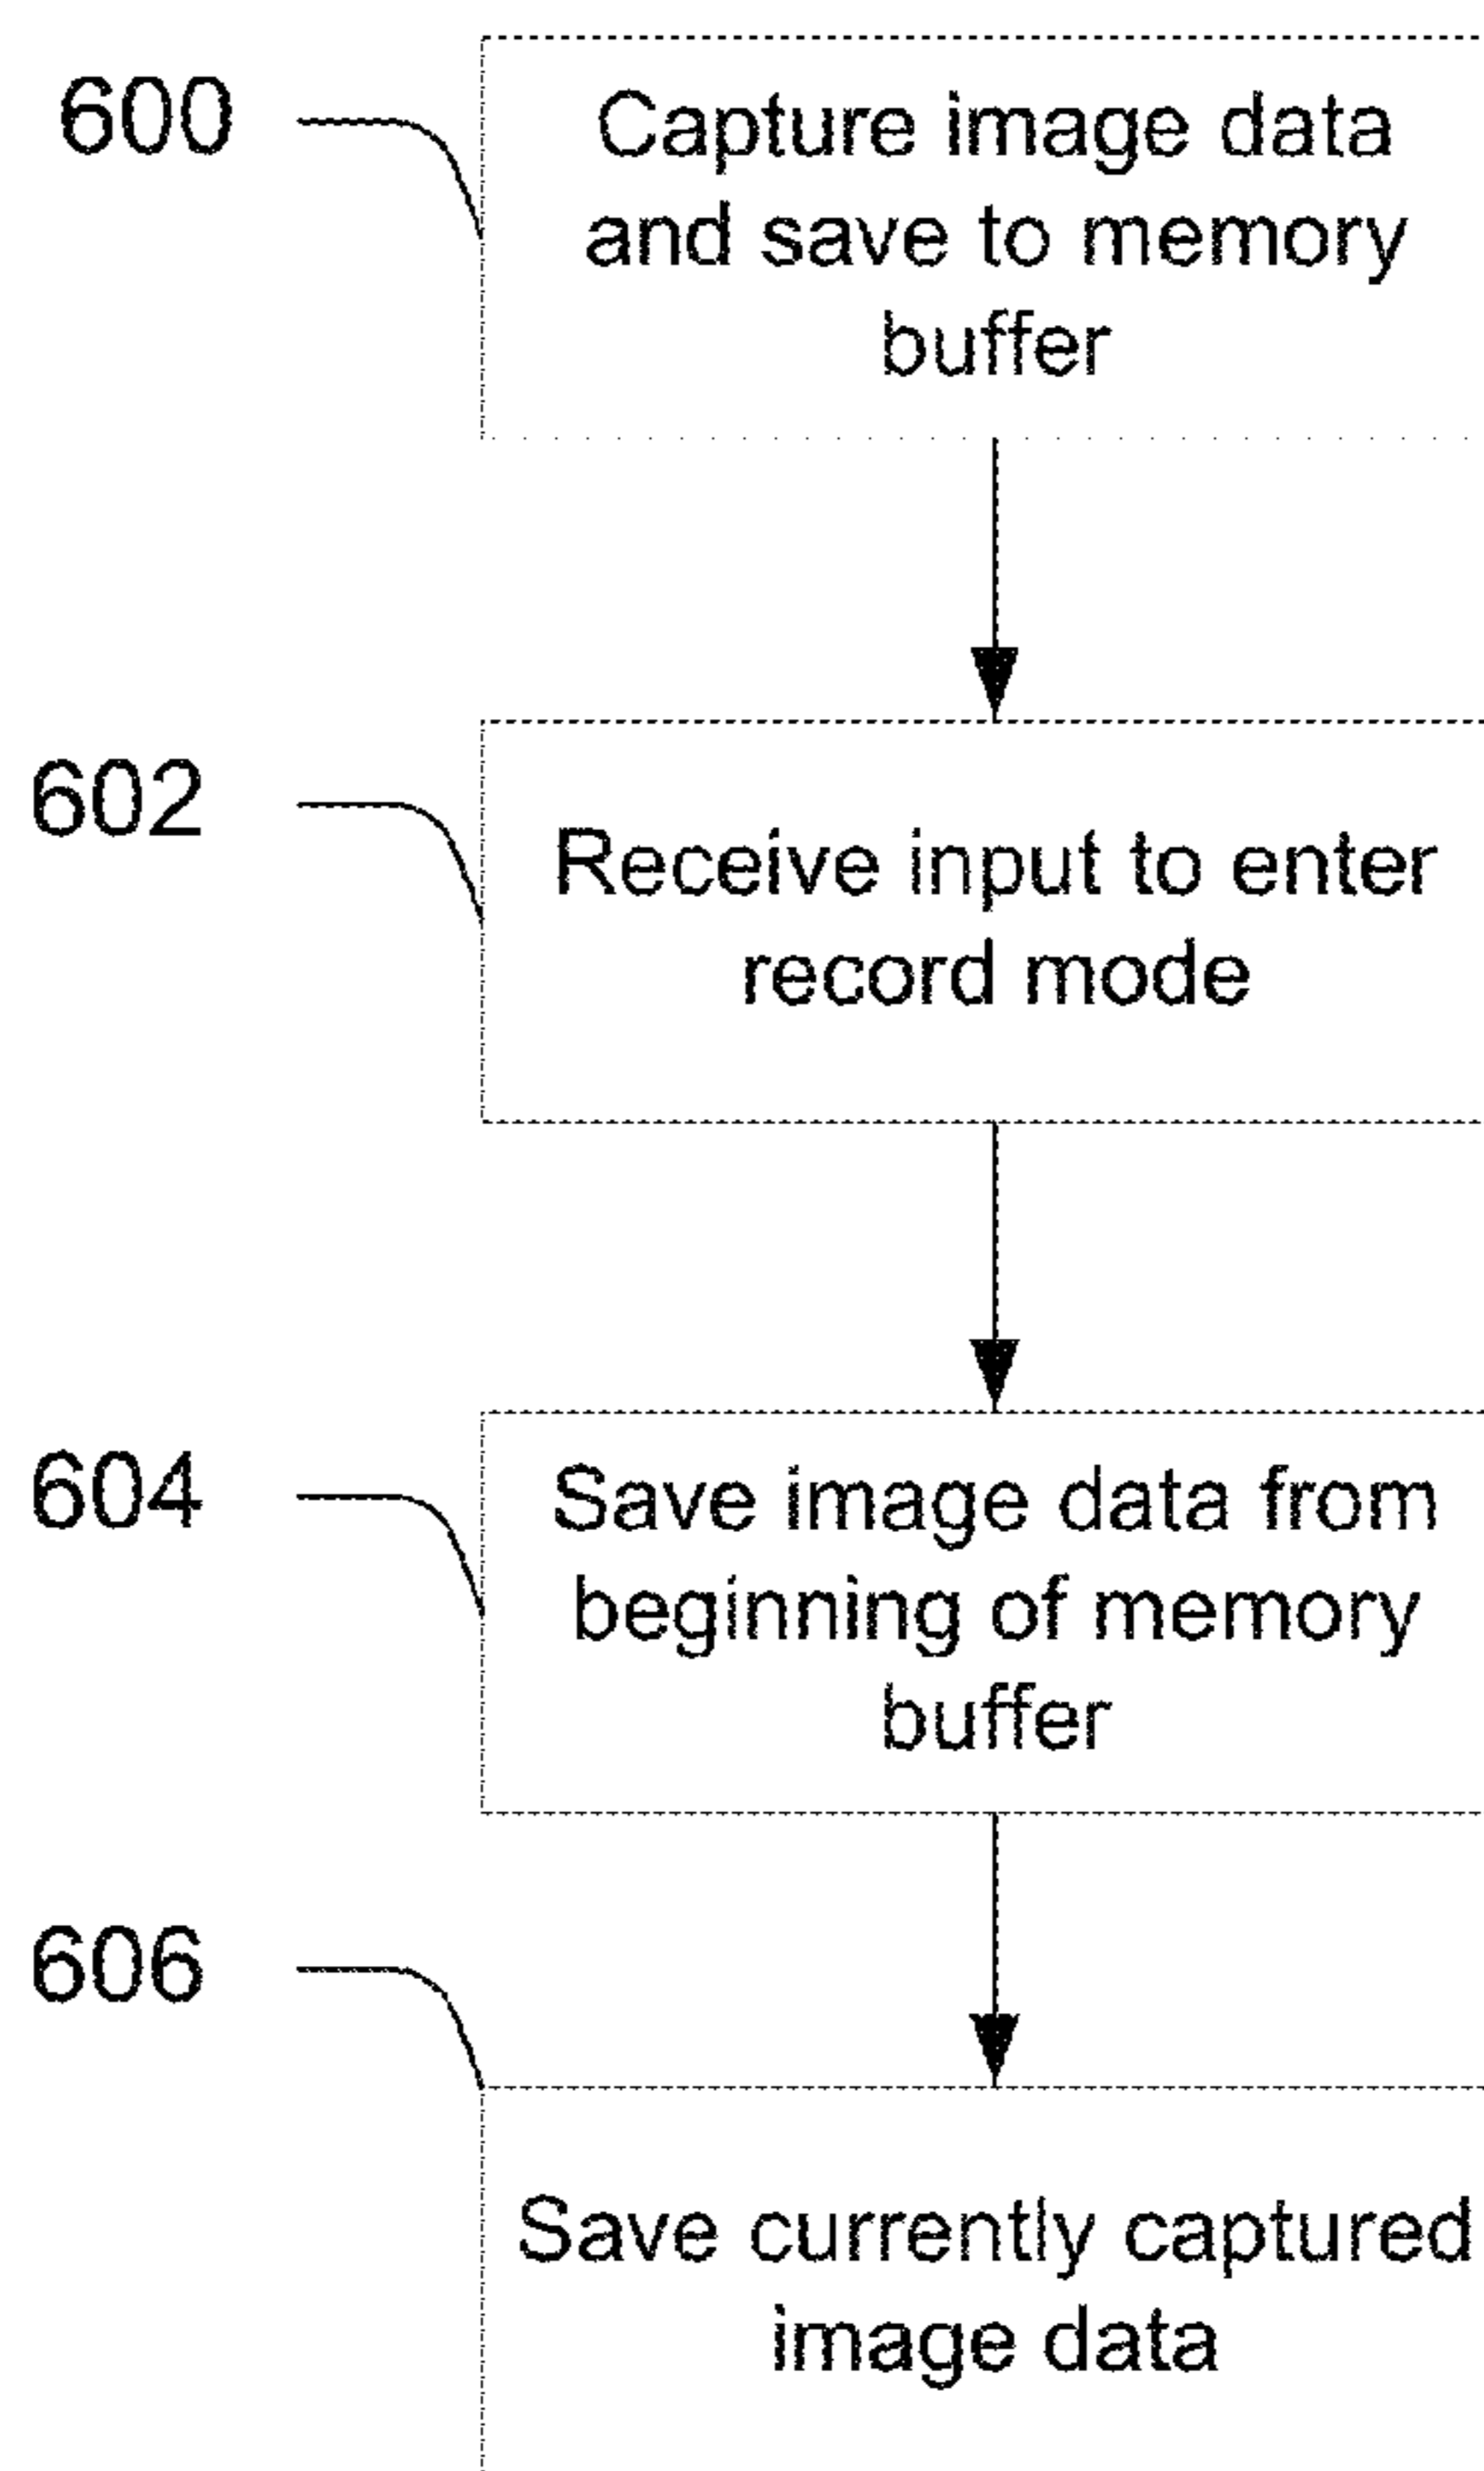 600
Capture image data
and save to memory
buffer
602
Receive input to enter
record mode
604
Save image data from
beginning of memory
buffer
606
Save currently captured
image data